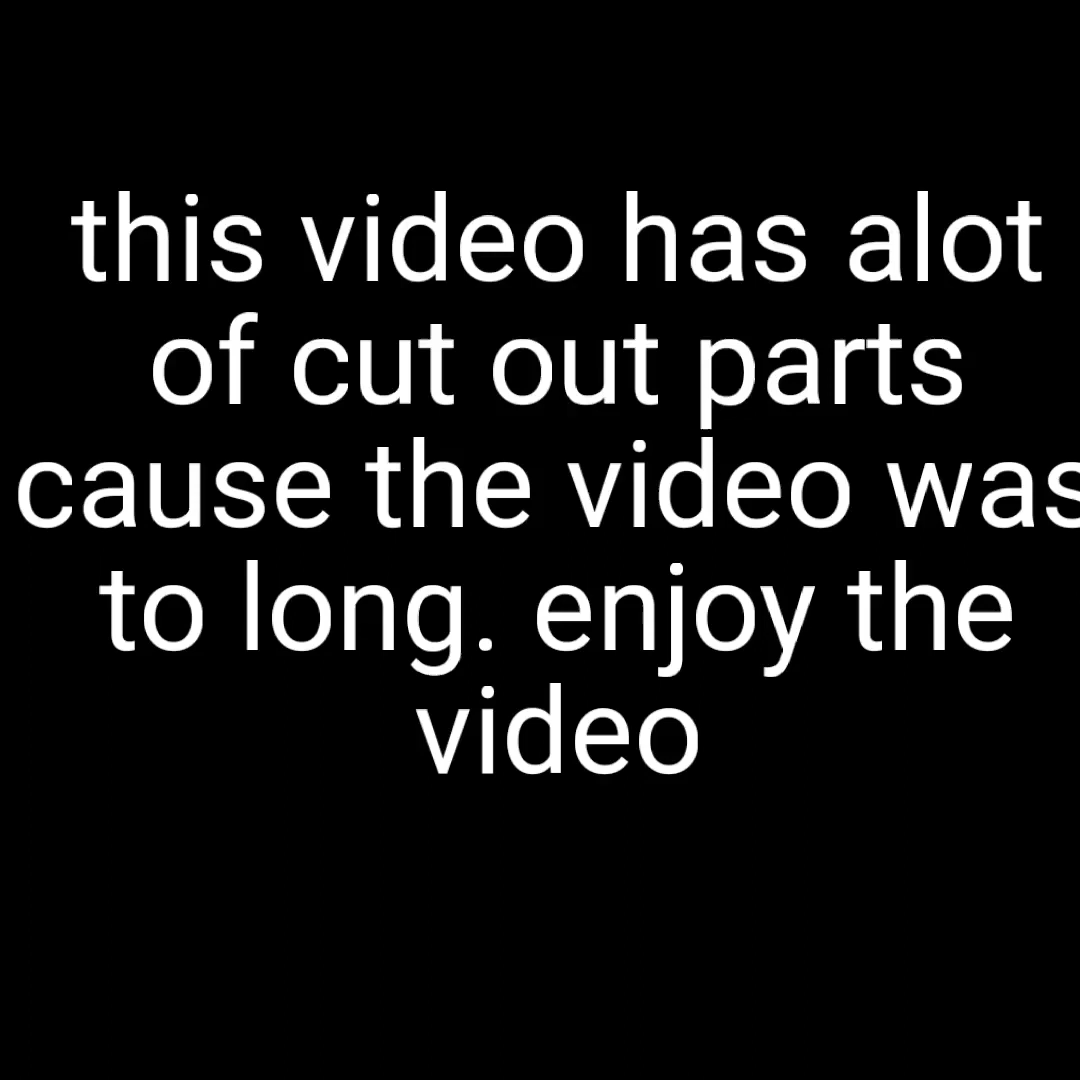 this video has alot
of cut out parts
cause the video was
to long. enjoy the
video